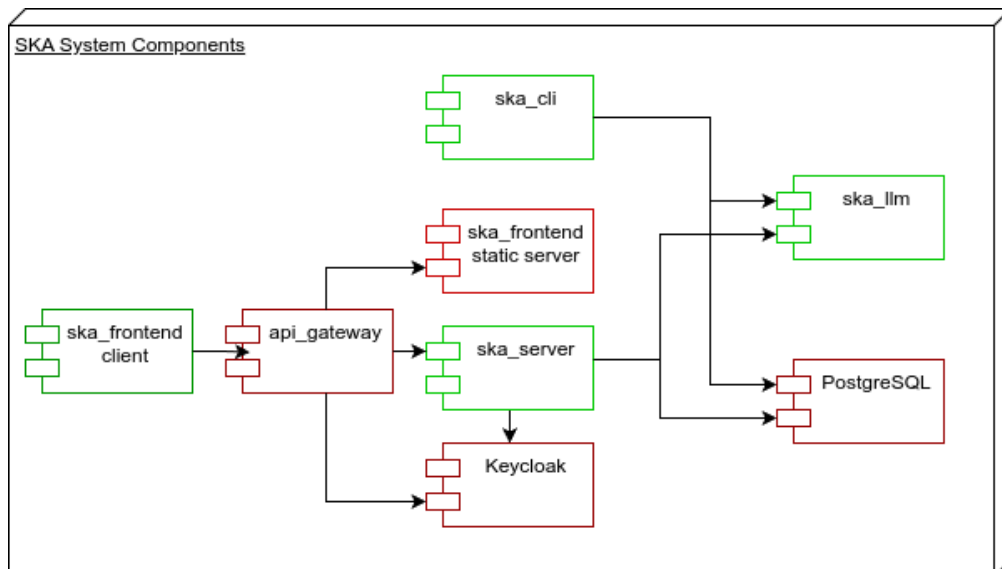 SKA System Components
ska_cli
ska_llm
ska_frontend
static server
ska_frontend
client
api_gateway
ska_server
PostgreSQL
Keycloak